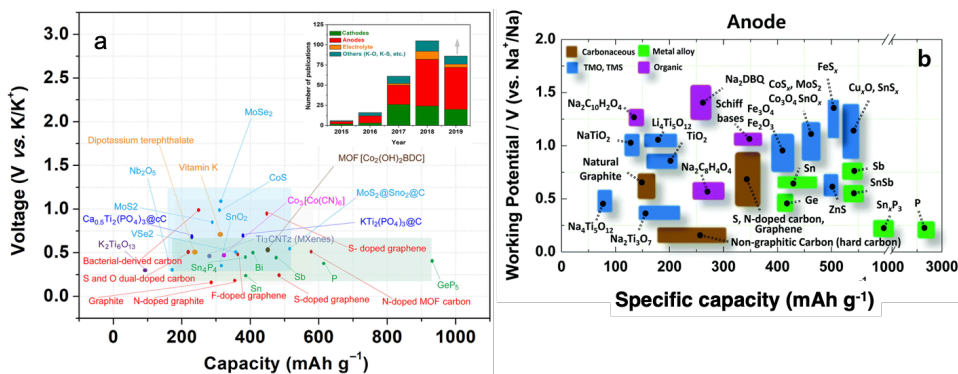 a
3.0
2.5
2.0
1.5
1.0
0.5
0.0
Voltage (V vs. K/K⁺)
0
200
400
600
800
1000
Capacity (mAh g⁻¹)
125
100
75
50
25
0
Number of publications
Cathodes
Anodes
Electrolyte
Others (K-O, K-S, etc.)
2015 2016 2017 2018 2019
Year
MoSe₂
Dipotassium terephthalate
MOF[Co₂(OH)₂BDC]
Vitamin K
Nb₂O₅
CoS
MoS₂@Sno₂@C
MoS2
SnO₂
Co₃[Co(CN)₆]
Ca₀.₅Ti₂(PO₄)₃@cC
KTi₂(PO₄)₃@C
VSe2
Ti₃CNTz (MXenes)
K₂Ti₆O₁₃
S- doped graphene
Bacterial-derived carbon
Sn₄P₄
Bi
Sb
P
S and O dual-doped carbon
Sn
GeP₅
Graphite
N-doped graphite
F-doped graphene
S-doped graphene
N-doped MOF carbon
Anode
b
2.0
1.5
1.0
0.5
0.0
Working Potential / V (vs. Na⁺/Na)
Carbonaceous
Metal alloy
TMO, TMS
Organic
Na₂DBQ
FeSₓ
CoSₓ, MoS₂
CuₓO, SnSₓ
Na₂C₁₀H₂O₄
Schiff
bases
Fe₃O₄
Co₃O₄ SnOₓ
Li₄Ti₅O₁₂
Fe₂O₃
NaTiO₂
TiO₂
Natural
Graphite
Na₂C₈H₄O₄
Sn
Sb
SnSb
Ge
ZnS
Sn₄P₃
P
S, N-doped carbon,
Graphene
Na₄Ti₅O₁₂
Na₂Ti₃O₇
Non-graphitic Carbon (hard carbon)
0 100 200 300 400 500 1000 3000
Specific capacity (mAh g⁻¹)